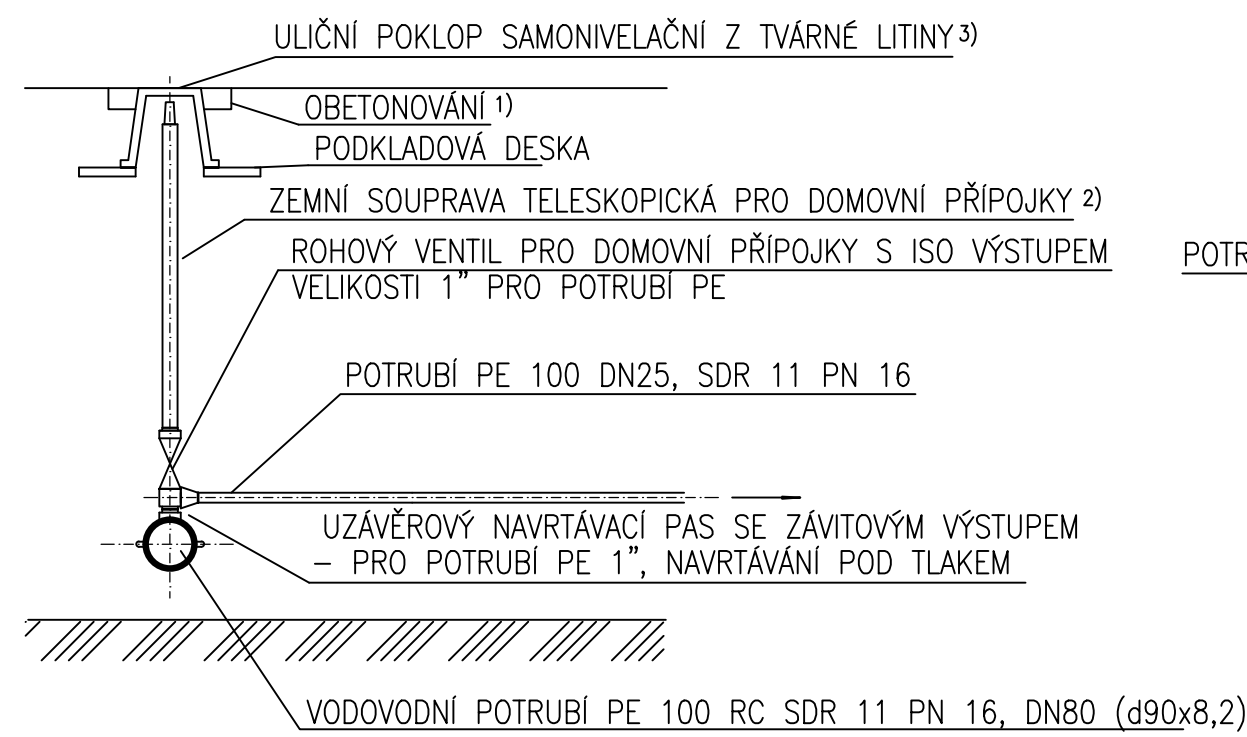 ULIČNÍ POKLOP SAMONIVELAČNÍ Z TVÁRNÉ LITINY 3)
OBETONOVÁNÍ 1)
PODKLADOVÁ DESKA
ZEMNÍ SOUPRAVA TELESKOPICKÁ PRO DOMOVNÍ PŘÍPOJKY 2)
ROHOVÝ VENTIL PRO DOMOVNÍ PŘÍPOJKY S ISO VÝSTUPEM
VELIKOSTI 1" PRO POTRUBÍ PE
POTR
POTRUBÍ PE 100 DN25, SDR 11 PN 16
UZÁVĚROVÝ NAVRTÁVACÍ PAS SE ZÁVITOVÝM VÝSTUPEM
– PRO POTRUBÍ PE 1", NAVRTÁVÁNÍ POD TLAKEM
VODOVODNÍ POTRUBÍ PE 100 RC SDR 11 PN 16, DN80 (d90x8,2)